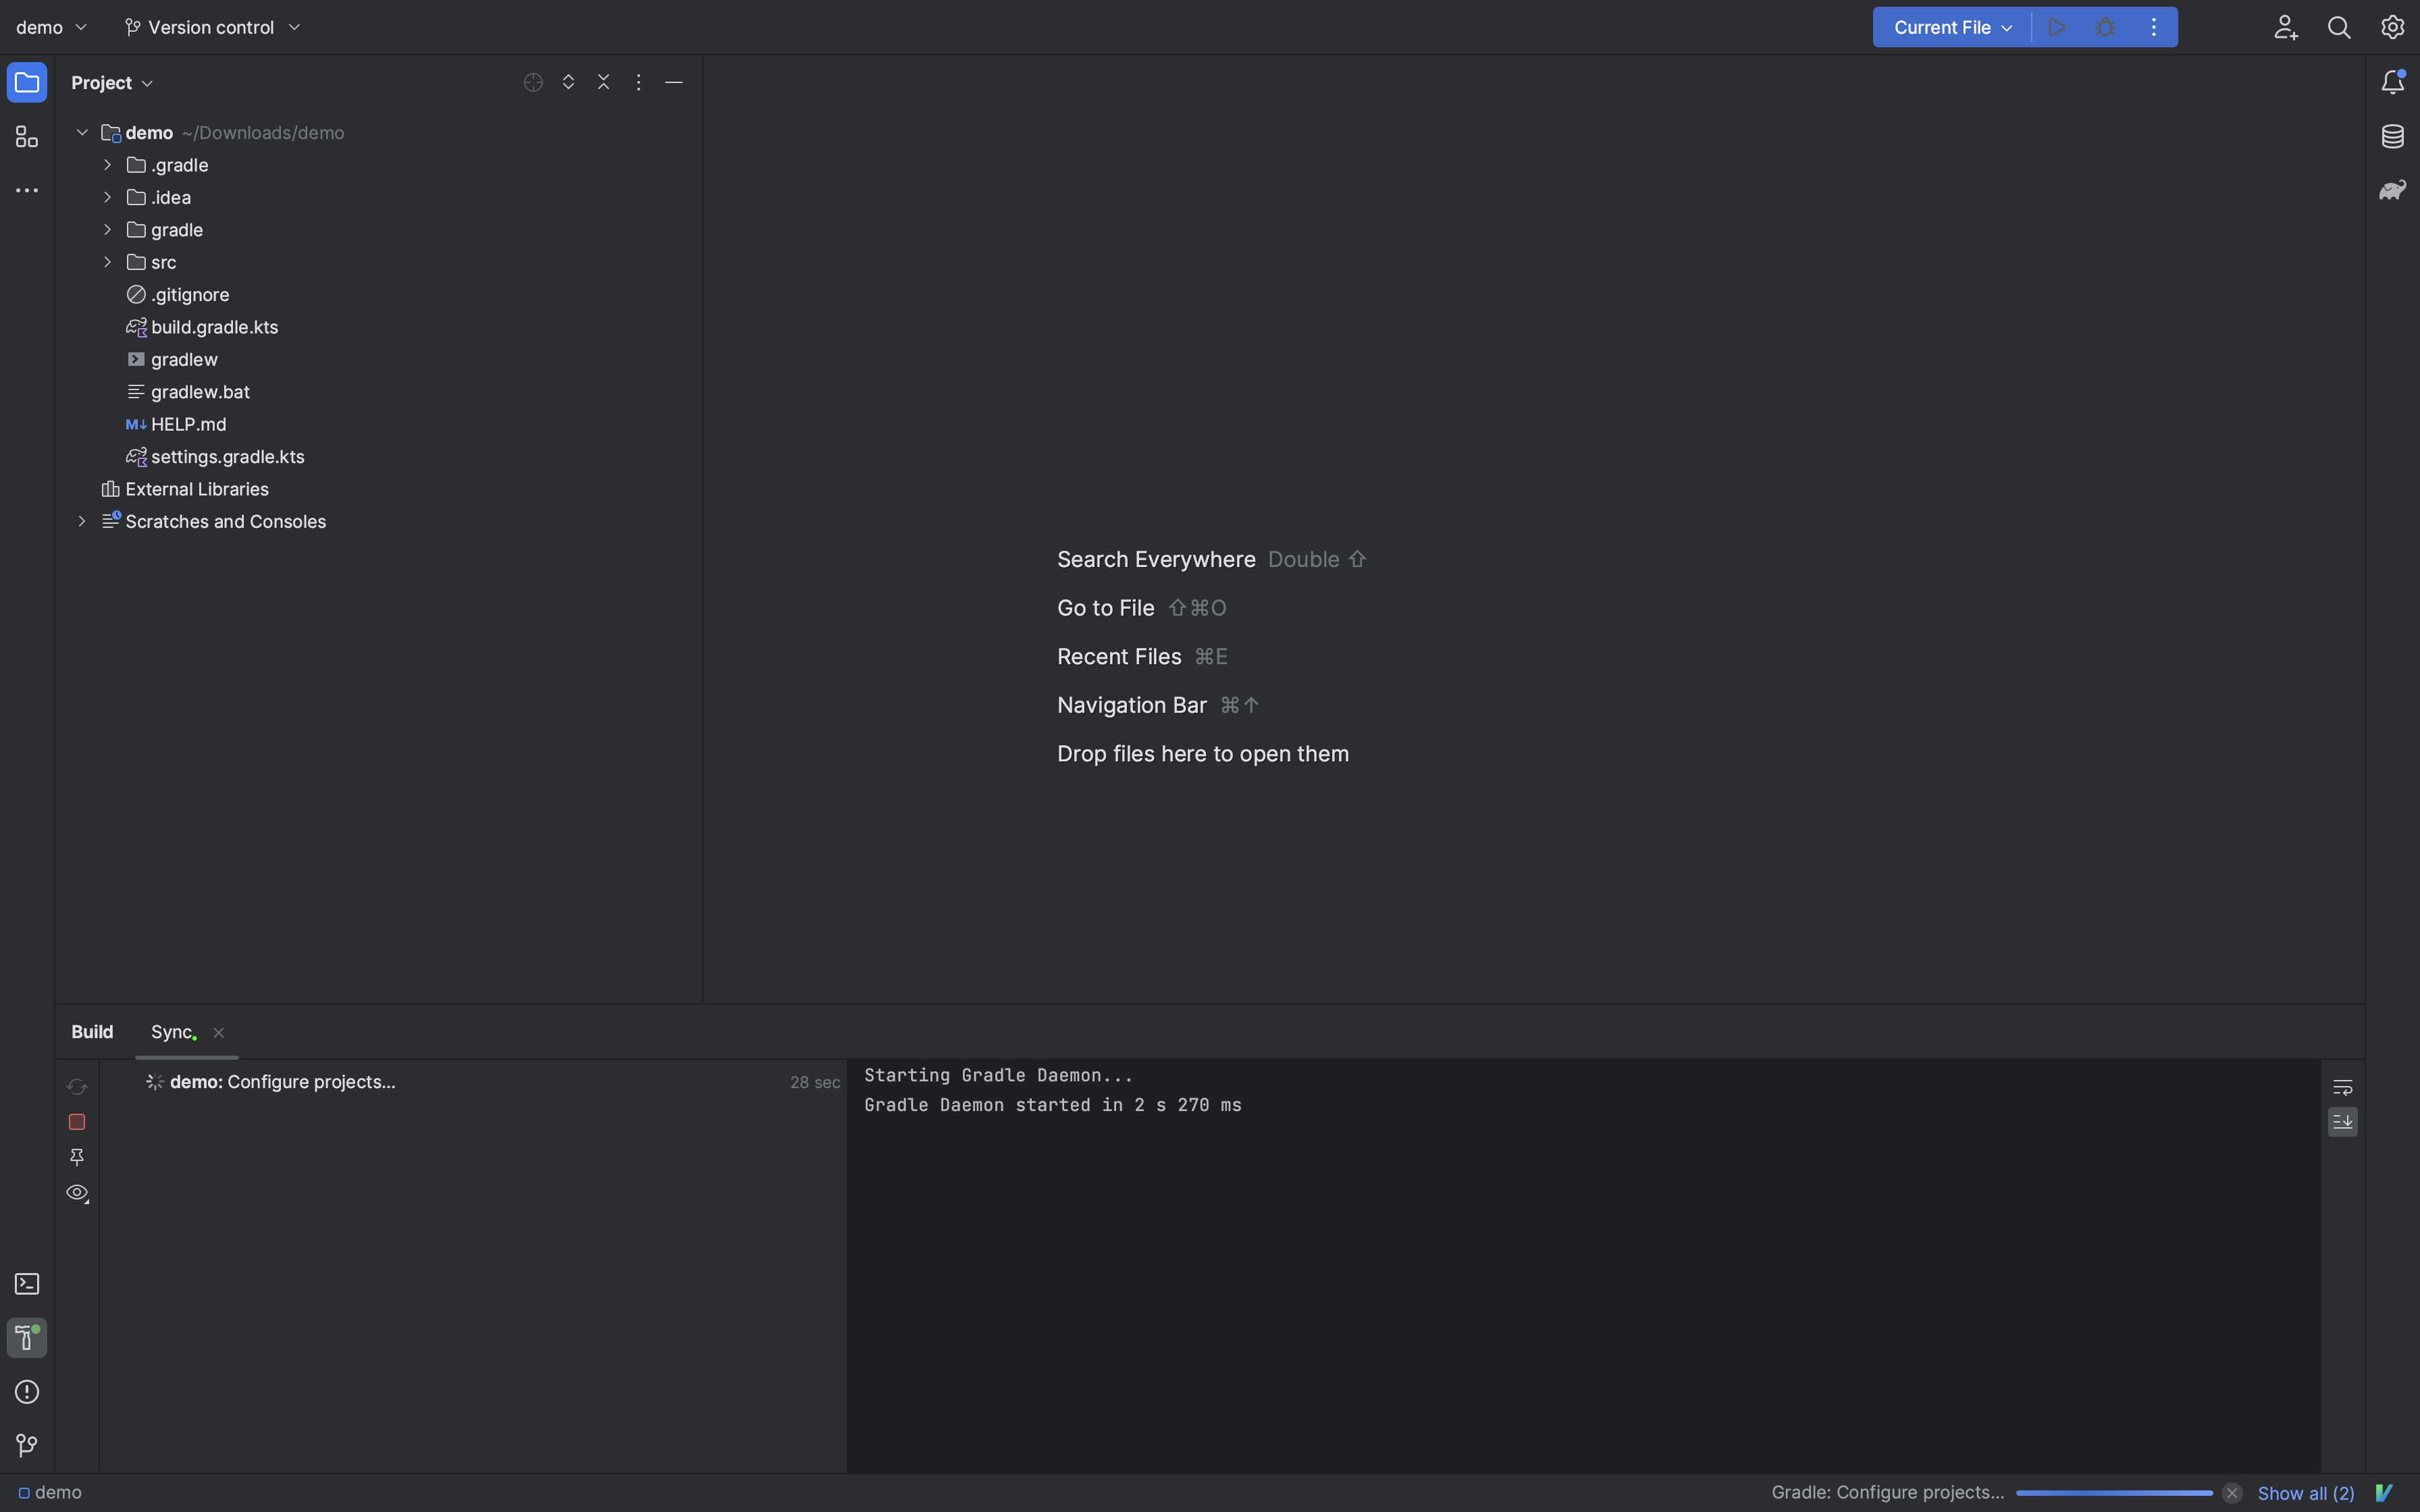 demo
Version control
Current File
Project
demo ~/Downloads/demo
.gradle
.idea
gradle
src
.gitignore
build.gradle.kts
gradlew
gradlew.bat
M↓ HELP.md
settings.gradle.kts
External Libraries
Scratches and Consoles
Search Everywhere Double ⇧
Go to File ⇧⌘O
Recent Files ⌘E
Navigation Bar ⌘↑
Drop files here to open them
Build Sync
demo: Configure projects... 28 sec
Starting Gradle Daemon...
Gradle Daemon started in 2 s 270 ms
demo
Gradle: Configure projects... Show all (2)